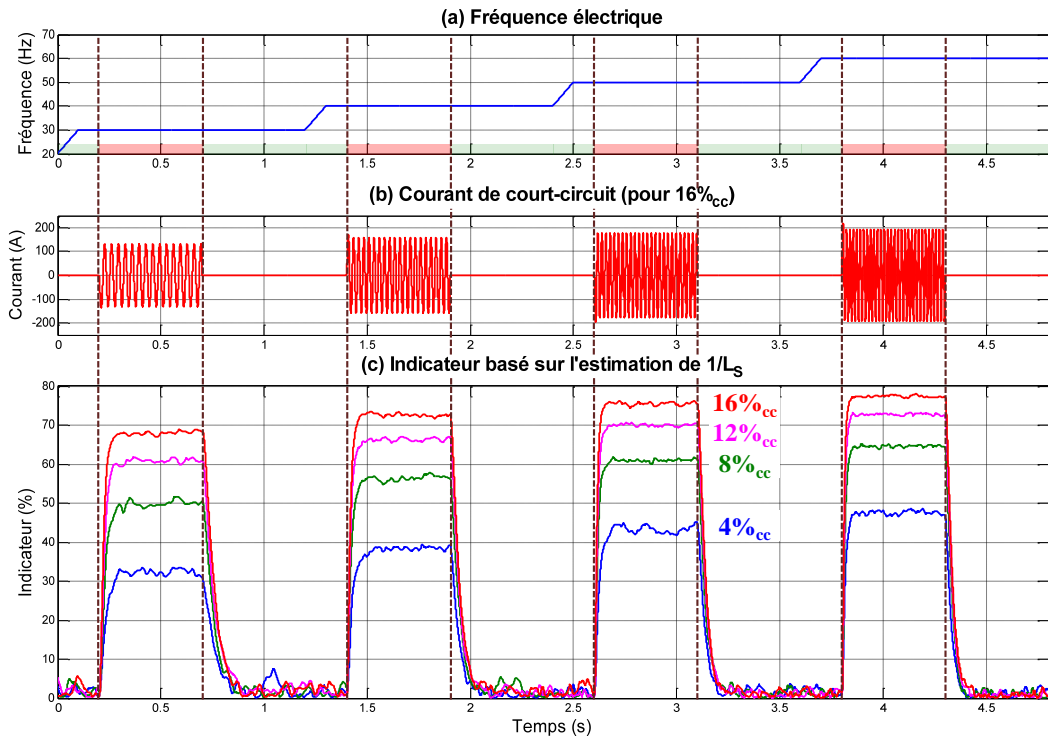 (a) Fréquence électrique
Fréquence (Hz)
70
60
50
40
30
20
0 0.5 1 1.5 2 2.5 3 3.5 4 4.5
(b) Courant de court-circuit (pour 16%cc)
Courant (A)
200
100
0
-100
-200
0 0.5 1 1.5 2 2.5 3 3.5 4 4.5
(c) Indicateur basé sur l'estimation de 1/LS
Indicateur (%)
80
70
60
50
40
30
20
10
0
16%cc
12%cc
8%cc
4%cc
0 0.5 1 1.5 2 2.5 3 3.5 4 4.5
Temps (s)